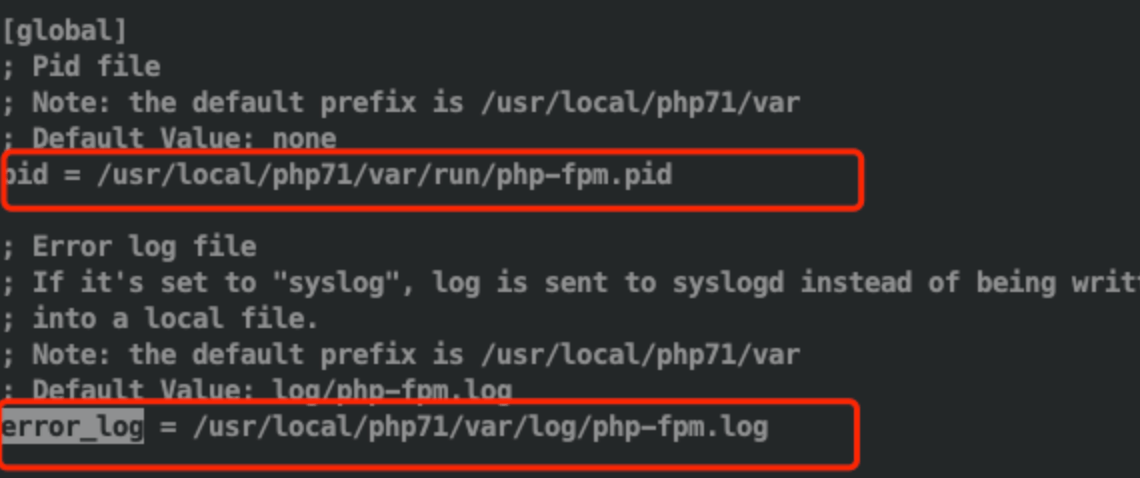 [global]
; Pid file
; Note: the default prefix is /usr/local/php71/var
; Default Value: none
pid = /usr/local/php71/var/run/php-fpm.pid
; Error log file
; If it's set to "syslog", log is sent to syslogd instead of being writ
; into a local file.
; Note: the default prefix is /usr/local/php71/var
; Default Value: log/php-fpm.log
error_log = /usr/local/php71/var/log/php-fpm.log